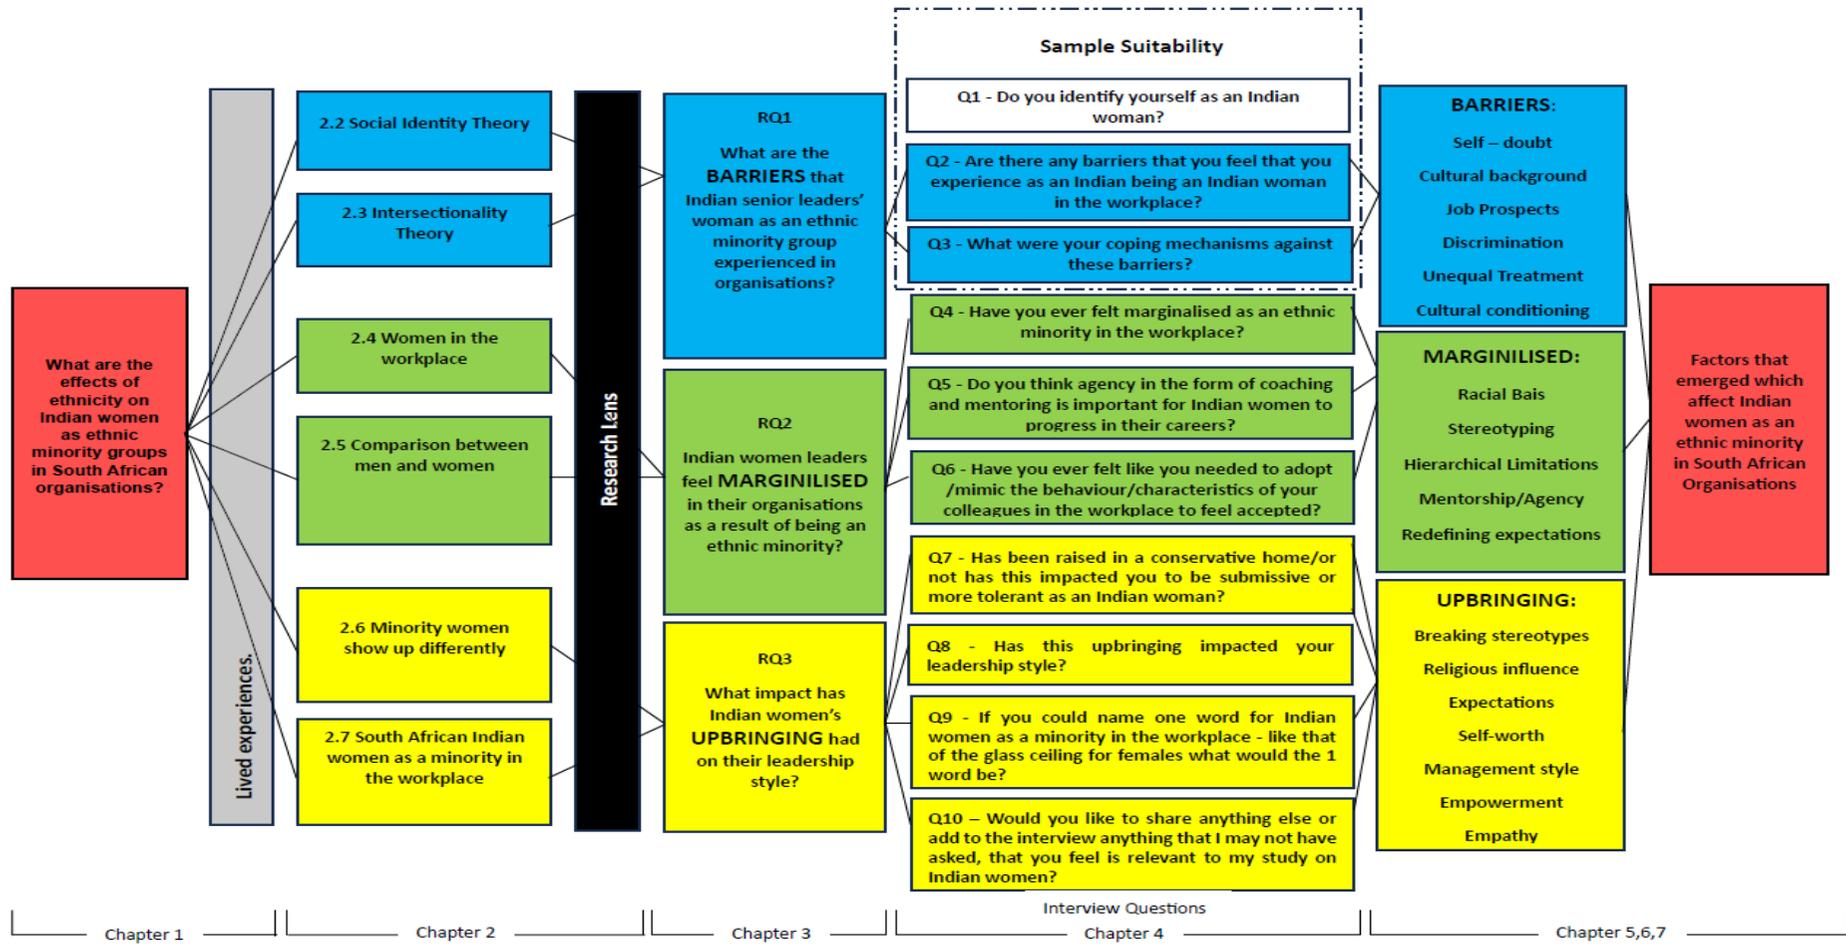 What are the
effects of
ethnicity on
Indian women
as ethnic
minority groups
in South African
organisations?
Lived experiences.
2.2 Social Identity Theory
2.3 Intersectionality
Theory
2.4 Women in the
workplace
2.5 Comparison between
men and women
2.6 Minority women
show up differently
2.7 South African Indian
women as a minority in
the workplace
Research Lens
RQ1
What are the
BARRIERS that
Indian senior leaders’
woman as an ethnic
minority group
experienced in
organisations?
RQ2
Indian women leaders
feel MARGINILISED
in their organisations
as a result of being an
ethnic minority?
RQ3
What impact has
Indian women’s
UPBRINGING had
on their leadership
style?
Sample Suitability
Q1 - Do you identify yourself as an Indian
woman?
Q2 - Are there any barriers that you feel that you
experience as an Indian being an Indian woman
in the workplace?
Q3 - What were your coping mechanisms against
these barriers?
Q4 - Have you ever felt marginalised as an ethnic
minority in the workplace?
Q5 - Do you think agency in the form of coaching
and mentoring is important for Indian women to
progress in their careers?
Q6 - Have you ever felt like you needed to adopt
/mimic the behaviour/characteristics of your
colleagues in the workplace to feel accepted?
Q7 - Has been raised in a conservative home/or
not has this impacted you to be submissive or
more tolerant as an Indian woman?
Q8 - Has this upbringing impacted your
leadership style?
Q9 - If you could name one word for Indian
women as a minority in the workplace - like that
of the glass ceiling for females what would the 1
word be?
Q10 – Would you like to share anything else or
add to the interview anything that I may not have
asked, that you feel is relevant to my study on
Indian women?
BARRIERS:
Self – doubt
Cultural background
Job Prospects
Discrimination
Unequal Treatment
Cultural conditioning
MARGINILISED:
Racial Bais
Stereotyping
Hierarchical Limitations
Mentorship/Agency
Redefining expectations
UPBRINGING:
Breaking stereotypes
Religious influence
Expectations
Self-worth
Management style
Empowerment
Empathy
Factors that
emerged which
affect Indian
women as an
ethnic minority
in South African
Organisations
Chapter 1
Chapter 2
Chapter 3
Interview Questions
Chapter 4
Chapter 5,6,7